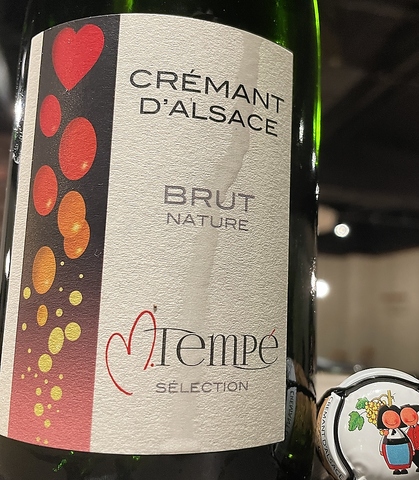 CRÉMANT
D'ALSACE
BRUT
NATURE
M.Tempé
SÉLECTION